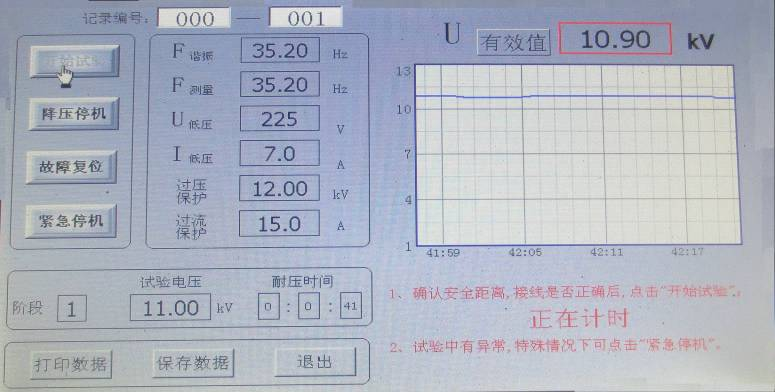 记录编号： 000 — 001
开始试验
降压停机
故障复位
紧急停机
F 谐振 35.20 Hz
F 测量 35.20 Hz
U 低压 225 V
I 低压 7.0 A
过压保护 12.00 kV
过流保护 15.0 A
U 有效值 10.90 kV
13
10
7
4
1
41:59 42:05 42:11 42:17
试验电压 耐压时间
阶段 1 11.00 kV 0 : 0 : 41
打印数据 保存数据 退出
1、确认安全距离,接线是否正确后,点击"开始试验"；
正在计时
2、试验中有异常,特殊情况下可点击"紧急停机"。